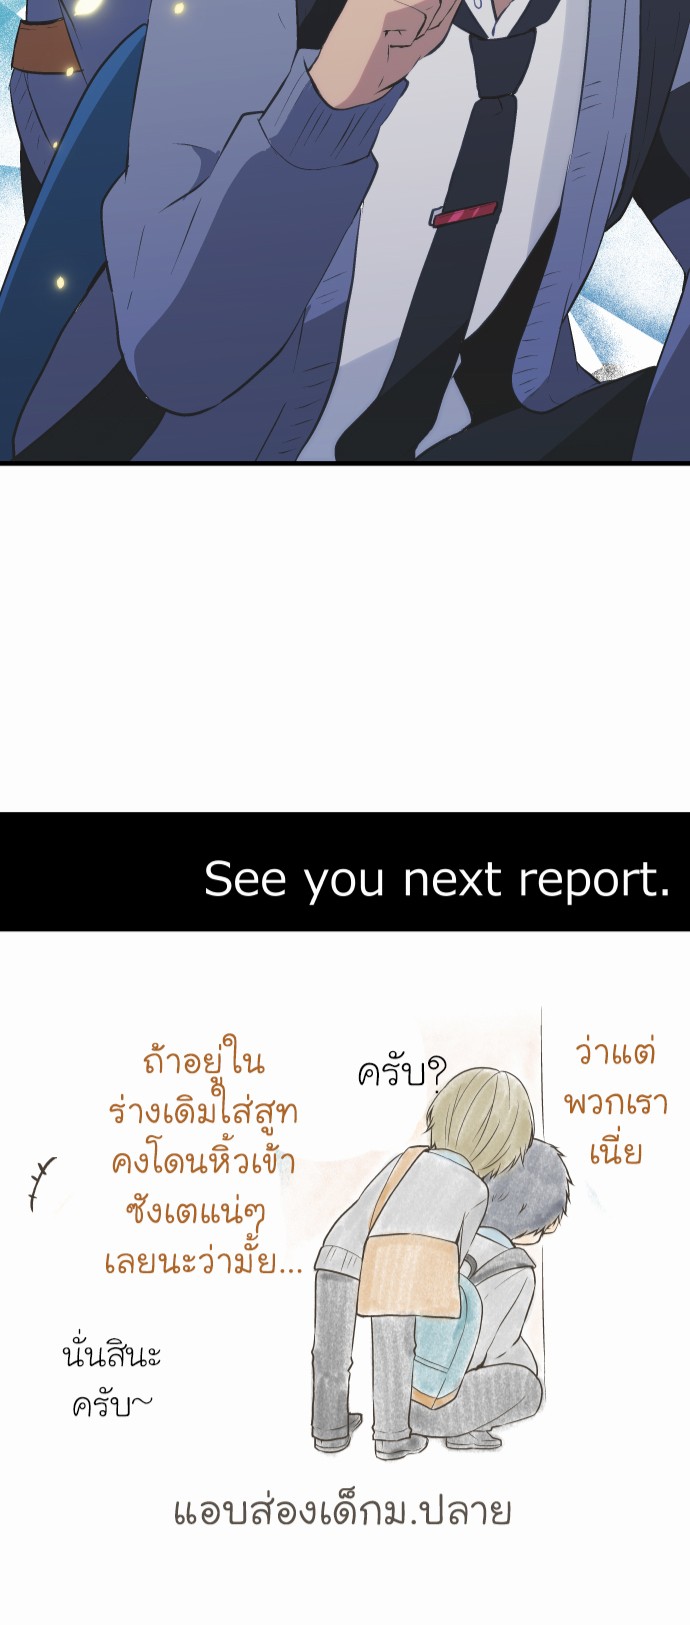 See you next report.
ว่าแต่
พวกเรา
เนี่ย
ครับ?
ถ้าอยู่ใน
ร่างเดิมใส่สูท
คงโดนหิ้วเข้า
ซังเตแน่ๆ
เลยนะว่ามั้ย...
นั่นสินะ
ครับ~
แอบส่องเด็กม.ปลาย